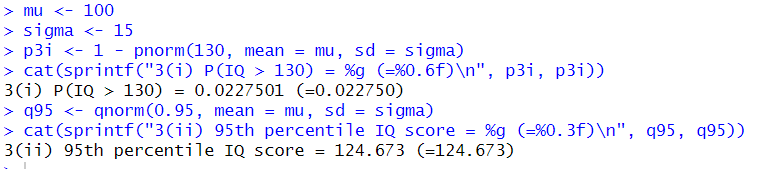 > mu <- 100
> sigma <- 15
> p3i <- 1 - pnorm(130, mean = mu, sd = sigma)
> cat(sprintf("3(i) P(IQ > 130) = %g (=%0.6f)\n", p3i, p3i))
3(i) P(IQ > 130) = 0.0227501 (=0.022750)
> q95 <- qnorm(0.95, mean = mu, sd = sigma)
> cat(sprintf("3(ii) 95th percentile IQ score = %g (=%0.3f)\n", q95, q95))
3(ii) 95th percentile IQ score = 124.673 (=124.673)
>